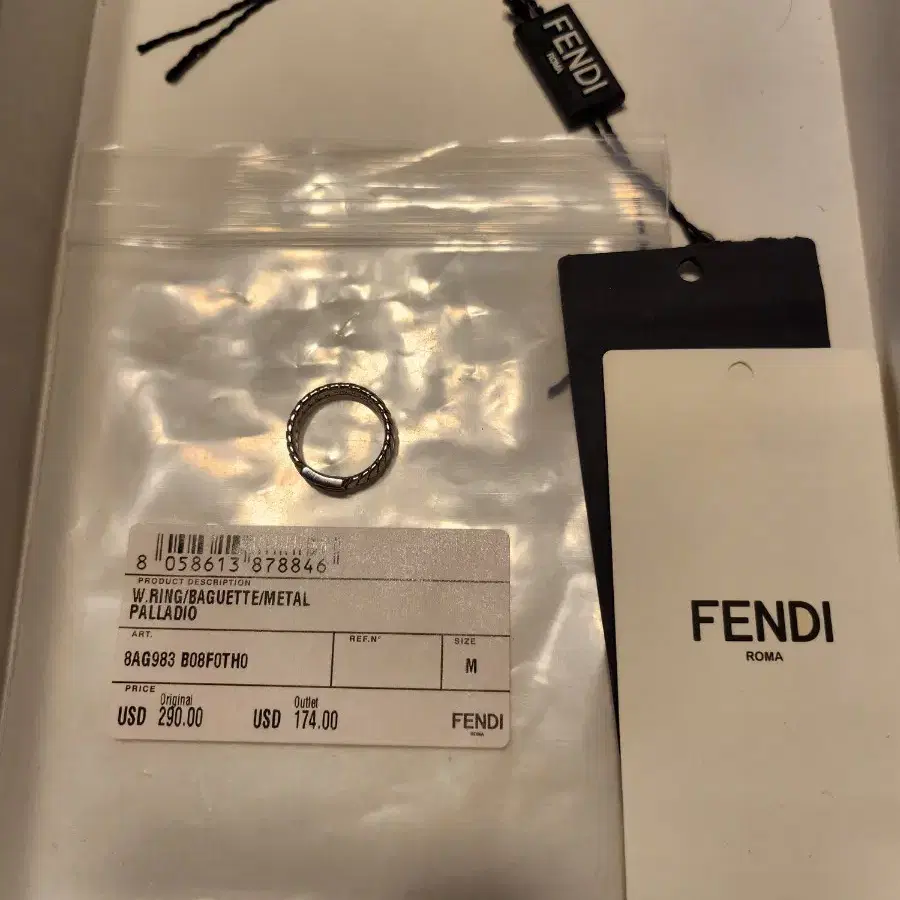 FENDI
ROMA
8 058613 878846
PRODUCT DESCRIPTION
W.RING/BAGUETTE/METAL
PALLADIO
ART.
8AG983 B08F0TH0
REF.N°
SIZE
M
PRICE
Original
USD 290.00
Outlet
USD 174.00
FENDI
ROMA
FENDI
ROMA